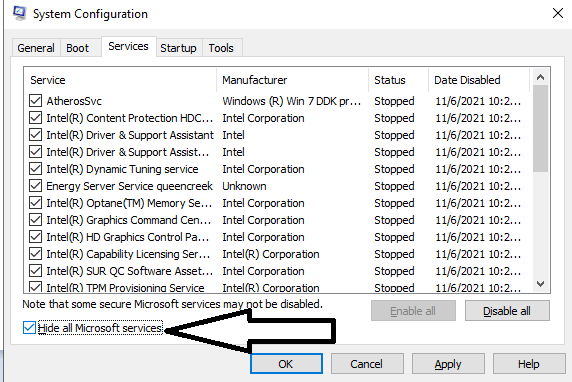 System Configuration
General Boot Services Startup Tools
Service Manufacturer Status Date Disabled
AtherosSvc Windows (R) Win 7 DDK pr... Stopped 11/6/2021 10:2...
Intel(R) Content Protection HDC... Intel Corporation Stopped 11/6/2021 10:2...
Intel(R) Driver & Support Assistant Intel Stopped 11/6/2021 10:2...
Intel(R) Driver & Support Assist... Intel Stopped 11/6/2021 10:2...
Intel(R) Dynamic Tuning service Intel Corporation Stopped 11/6/2021 10:2...
Energy Server Service queencreek Unknown Stopped 11/6/2021 10:2...
Intel(R) Optane(TM) Memory Se... Intel Corporation Stopped 11/6/2021 10:2...
Intel(R) Graphics Command Cen... Intel Corporation Stopped 11/6/2021 10:2...
Intel(R) HD Graphics Control Pa... Intel Corporation Stopped 11/6/2021 10:2...
Intel(R) Capability Licensing Ser... Intel(R) Corporation Stopped 11/6/2021 10:2...
Intel(R) SUR QC Software Asset... Intel Corporation Stopped 11/6/2021 10:2...
Intel(R) TPM Provisioning Service Intel(R) Corporation Stopped 11/6/2021 10:2...
Note that some secure Microsoft services may not be disabled.
Enable all Disable all
Hide all Microsoft services
OK Cancel Apply Help